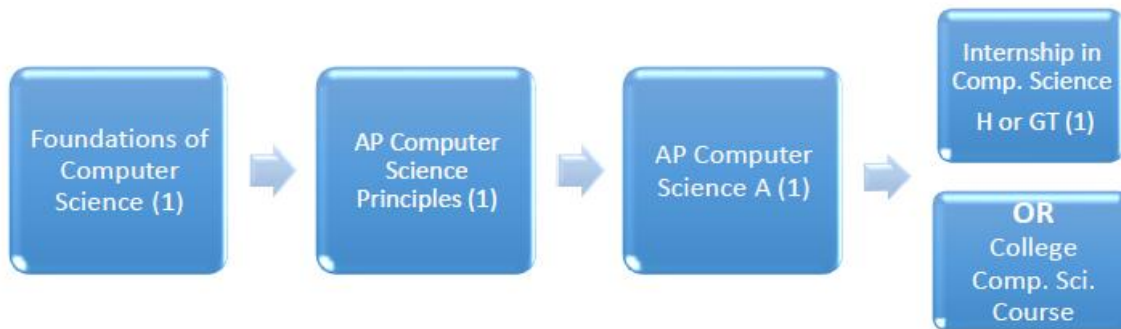 Foundations of
Computer
Science (1)
AP Computer
Science
Principles (1)
AP Computer
Science A (1)
Internship in
Comp. Science
H or GT (1)
OR
College
Comp. Sci.
Course